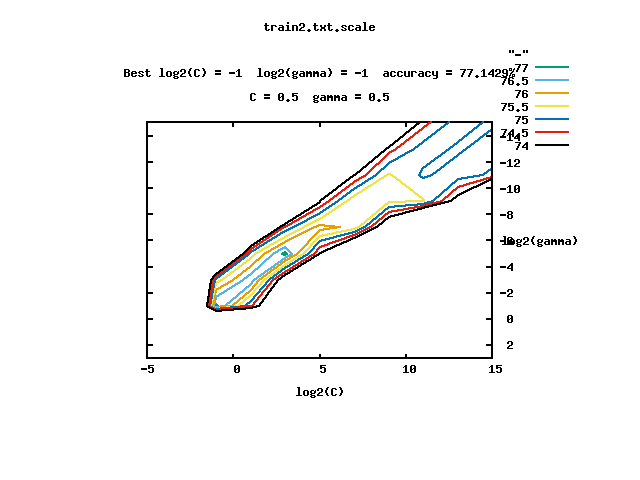 train2.txt.scale
Best log2(C) = -1  log2(gamma) = -1  accuracy = 77.1429%
C = 0.5  gamma = 0.5
"-"
77
76.5
76
75.5
75
74.5
74
-14
-12
-10
-8
-6
-4
-2
0
2
log2(gamma)
-5 0 5 10 15
log2(C)